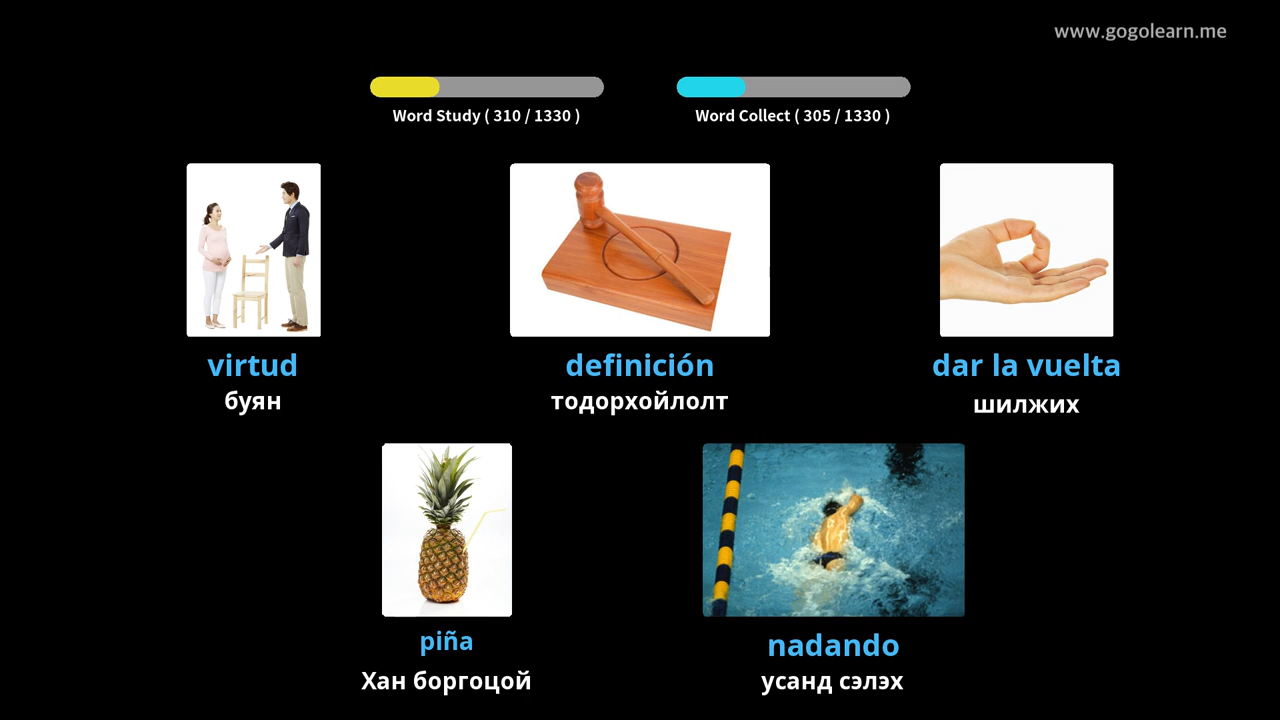 www.gogolearn.me
Word Study ( 310 / 1330 )
Word Collect ( 305 / 1330 )
virtud
буян
definición
тодорхойлолт
dar la vuelta
шилжих
piña
Хан боргоцой
nadando
усанд сэлэх